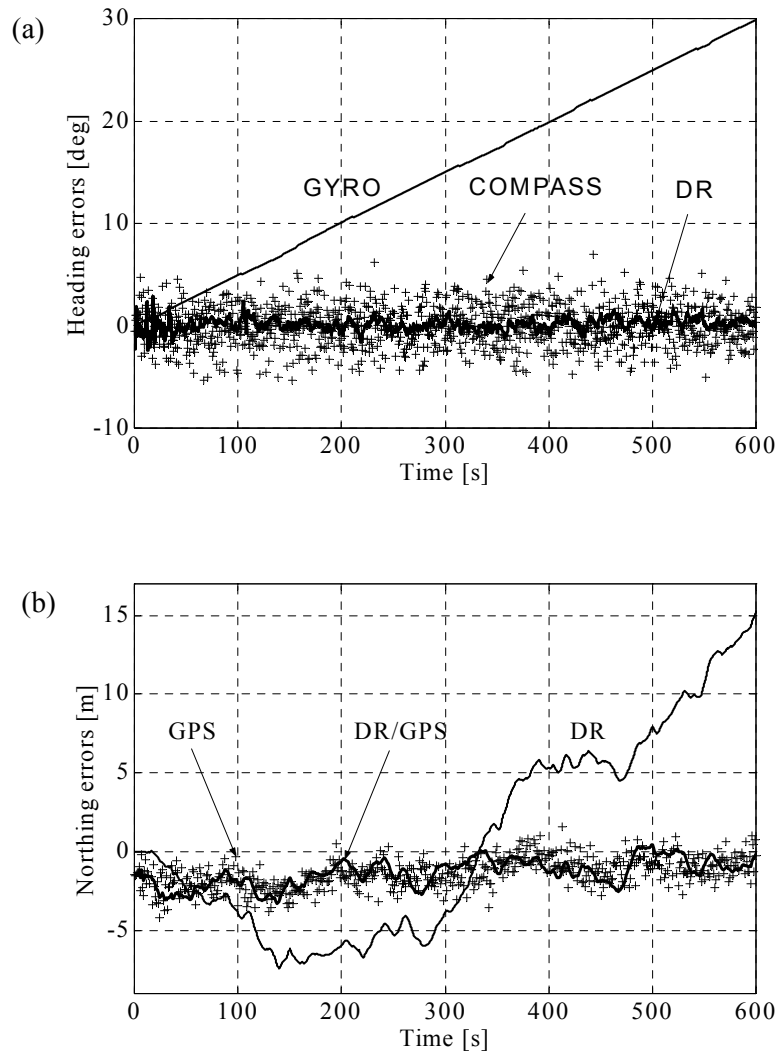 (a)
30
20
10
0
-10
Heading errors [deg]
GYRO
COMPASS
DR
0 100 200 300 400 500 600
Time [s]
(b)
15
10
5
0
-5
Northing errors [m]
GPS
DR/GPS
DR
0 100 200 300 400 500 600
Time [s]